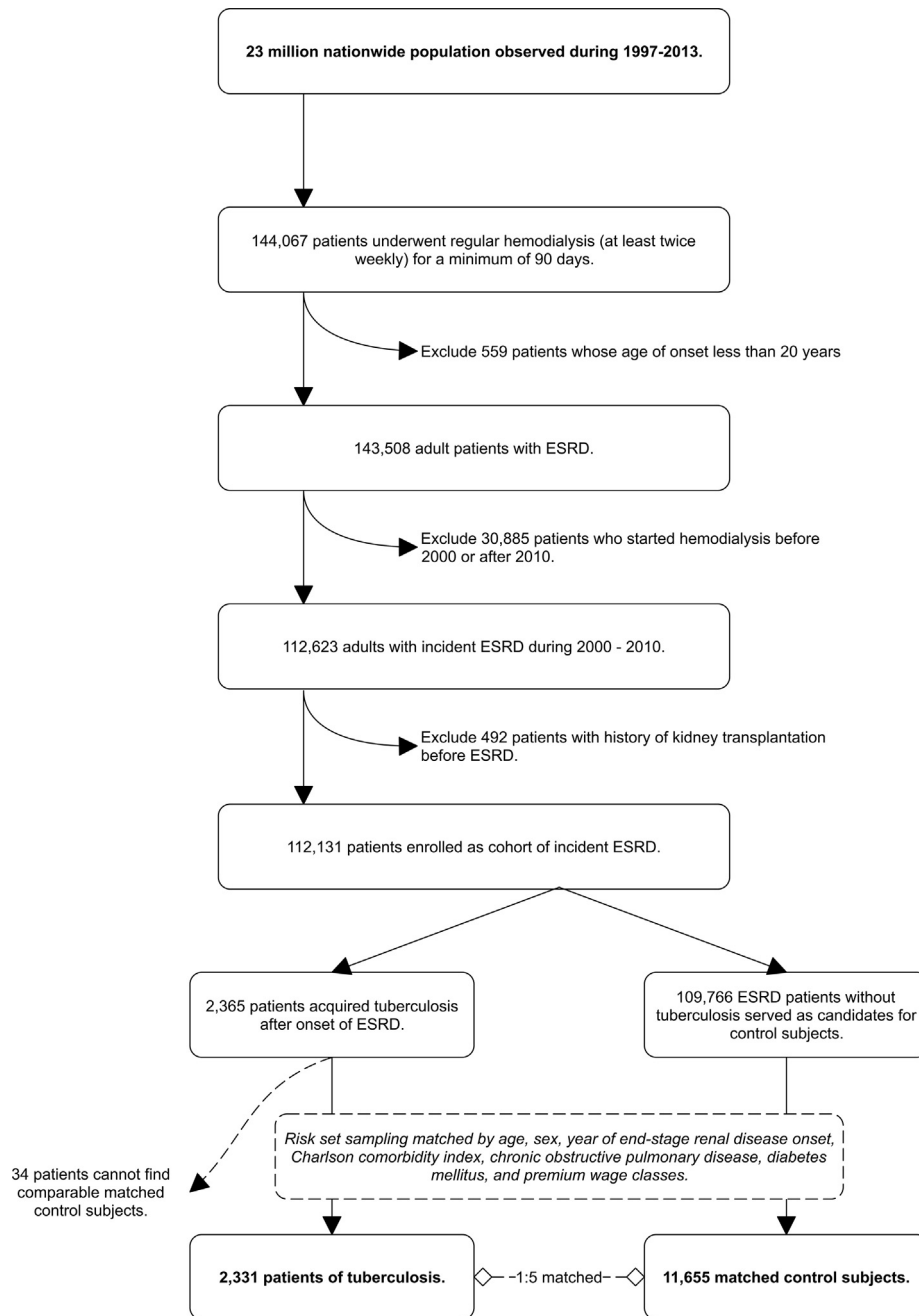 23 million nationwide population observed during 1997-2013.
144,067 patients underwent regular hemodialysis (at least twice
weekly) for a minimum of 90 days.
Exclude 559 patients whose age of onset less than 20 years
143,508 adult patients with ESRD.
Exclude 30,885 patients who started hemodialysis before
2000 or after 2010.
112,623 adults with incident ESRD during 2000 - 2010.
Exclude 492 patients with history of kidney transplantation
before ESRD.
112,131 patients enrolled as cohort of incident ESRD.
2,365 patients acquired tuberculosis
after onset of ESRD.
109,766 ESRD patients without
tuberculosis served as candidates for
control subjects.
34 patients cannot find
comparable matched
control subjects.
Risk set sampling matched by age, sex, year of end-stage renal disease onset,
Charlson comorbidity index, chronic obstructive pulmonary disease, diabetes
mellitus, and premium wage classes.
2,331 patients of tuberculosis.
1:5 matched
11,655 matched control subjects.